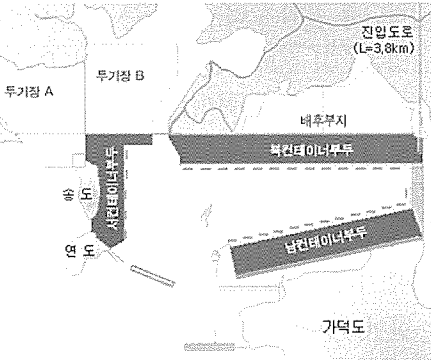 진입도로
(L=3,8km)
투기장 A
투기장 B
배후부지
북컨테이너부두
서컨테이너부두
송 도
연 도
남컨테이너부두
가덕도